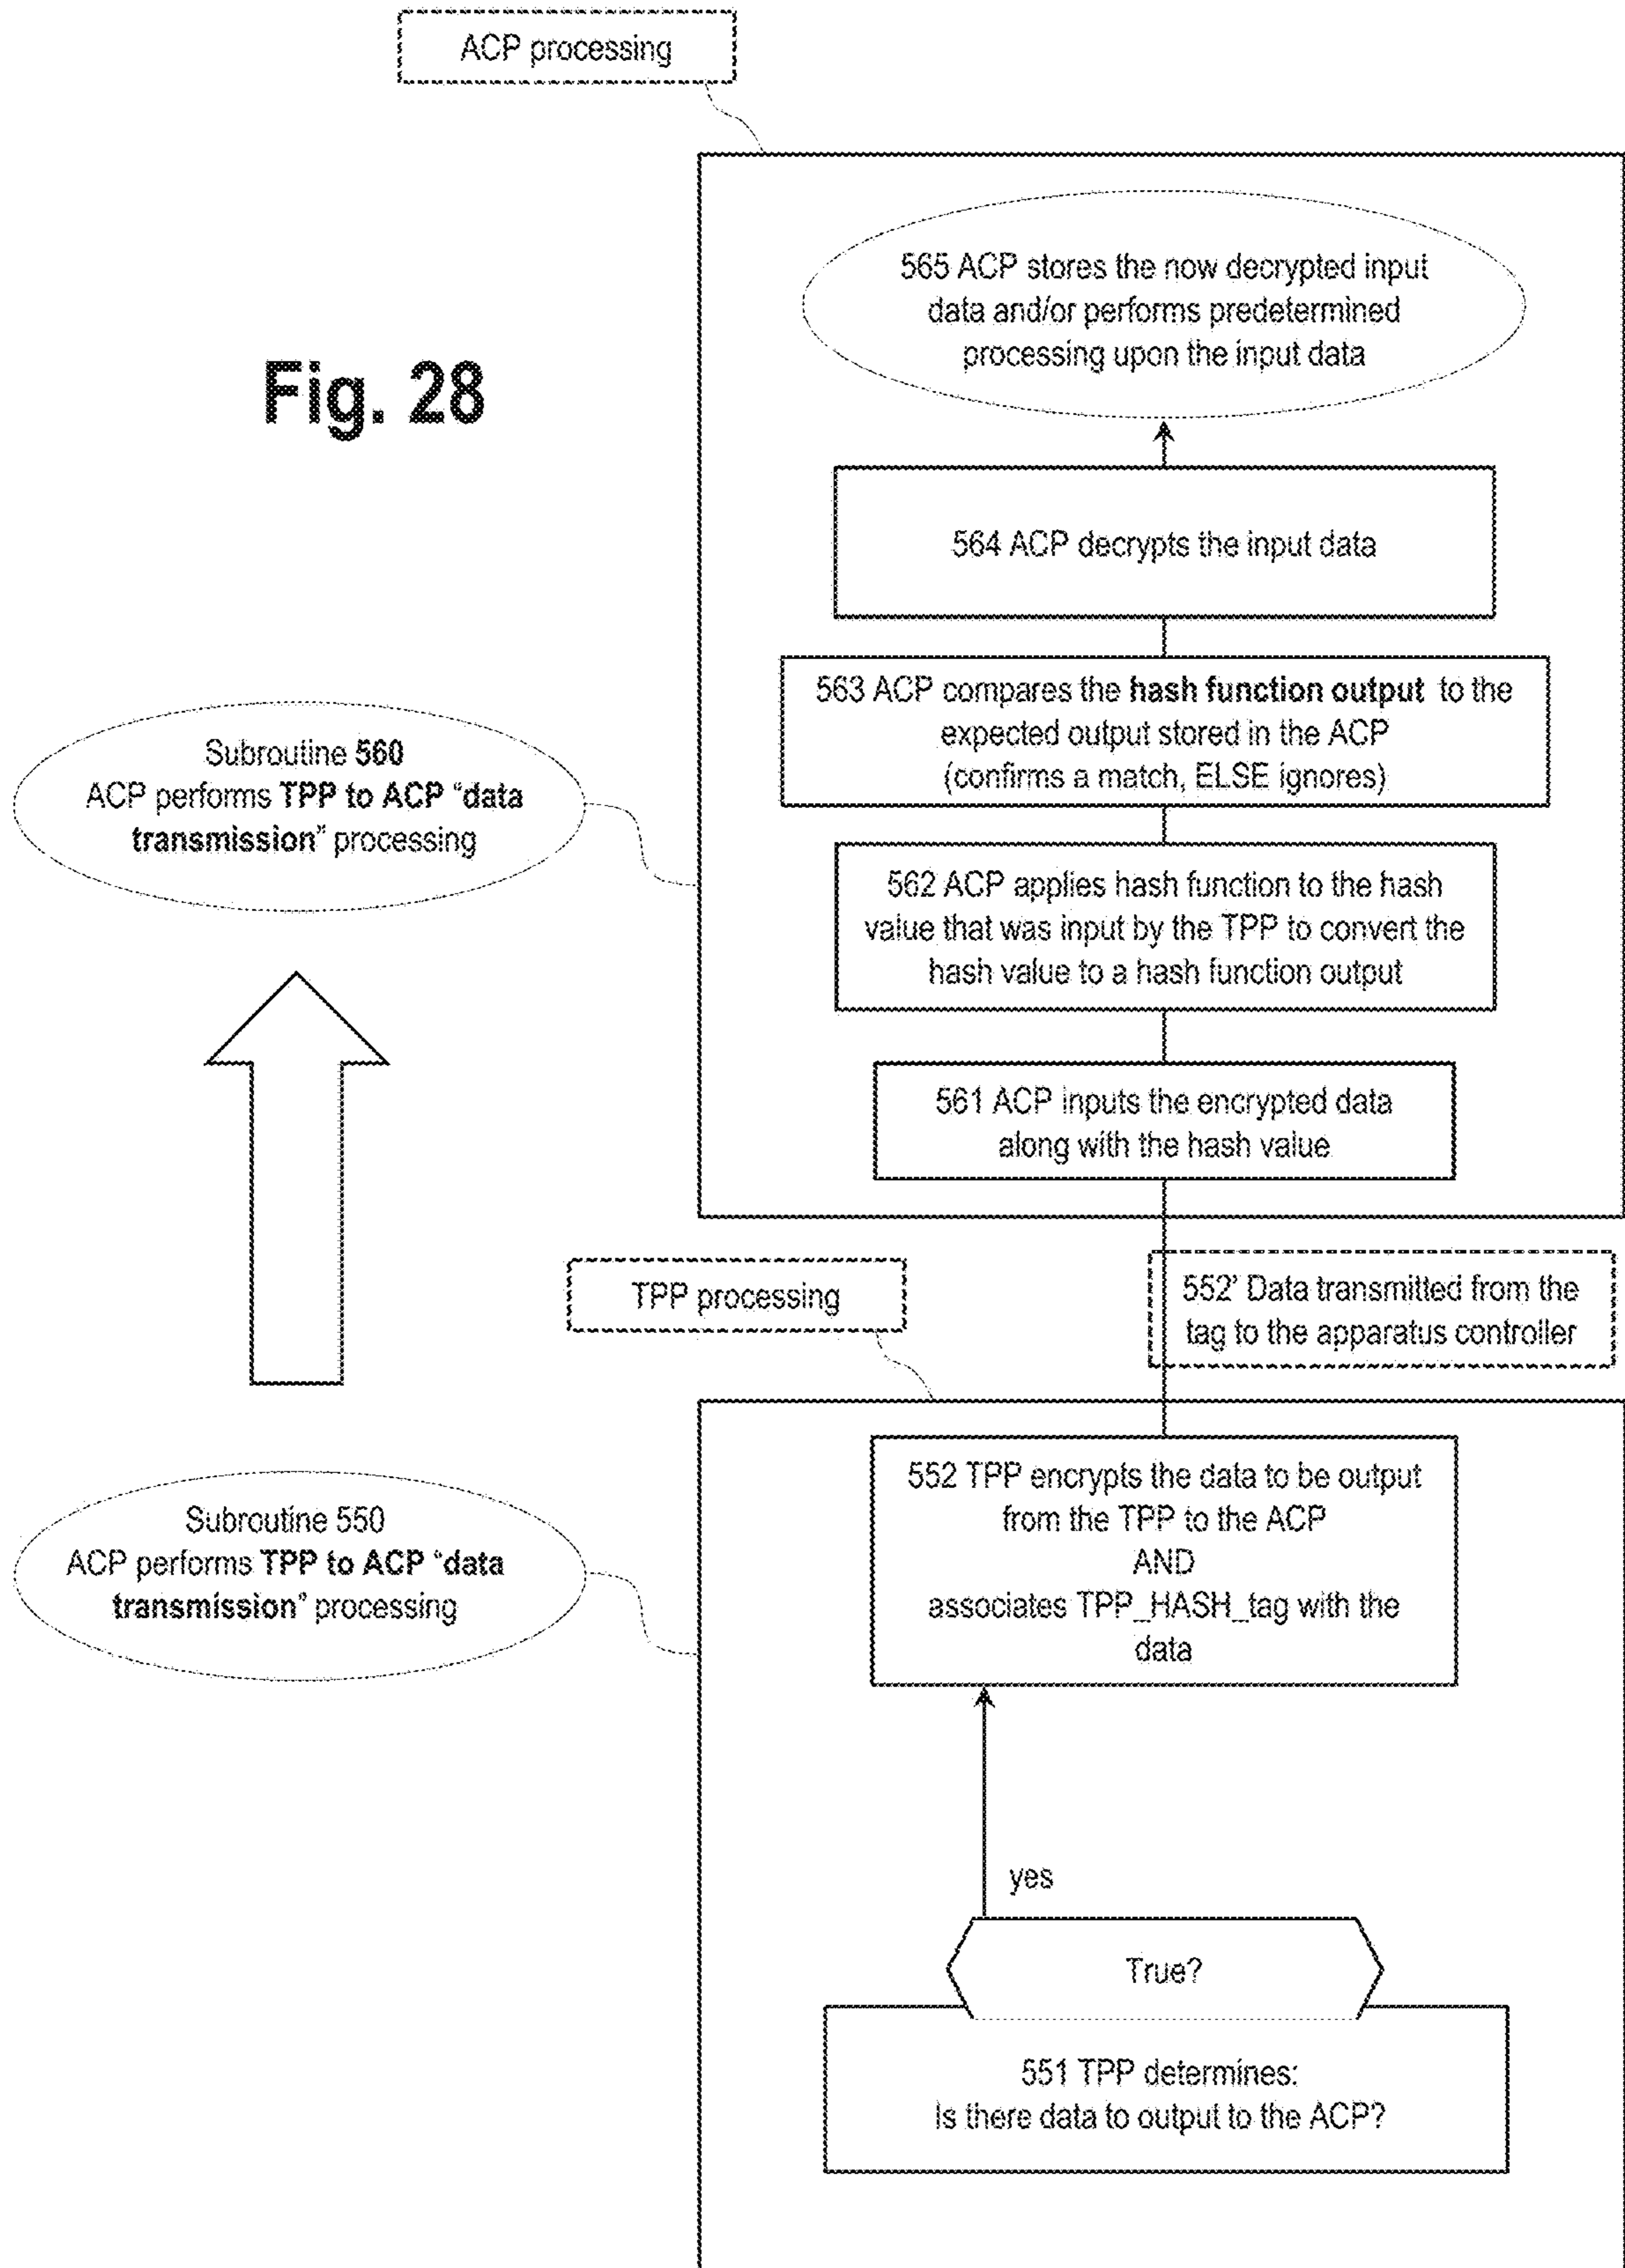 ACP processing
565 ACP stores the now decrypted input
data and/or performs predetermined
processing upon the input data
Fig. 28
564 ACP decrypts the input data
563 ACP compares the hash function output to the
expected output stored in the ACP
(confirms a match, ELSE ignores)
Subroutine 560
ACP performs TPP to ACP "data
transmission" processing
562 ACP applies hash function to the hash
value that was input by the TPP to convert the
hash value to a hash function output
561 ACP inputs the encrypted data
along with the hash value
TPP processing
552' Data transmitted from the
tag to the apparatus controller
552 TPP encrypts the data to be output
from the TPP to the ACP
AND
associates TPP_HASH_tag with the
data
Subroutine 550
ACP performs TPP to ACP "data
transmission" processing
yes
True?
551 TPP determines:
Is there data to output to the ACP?